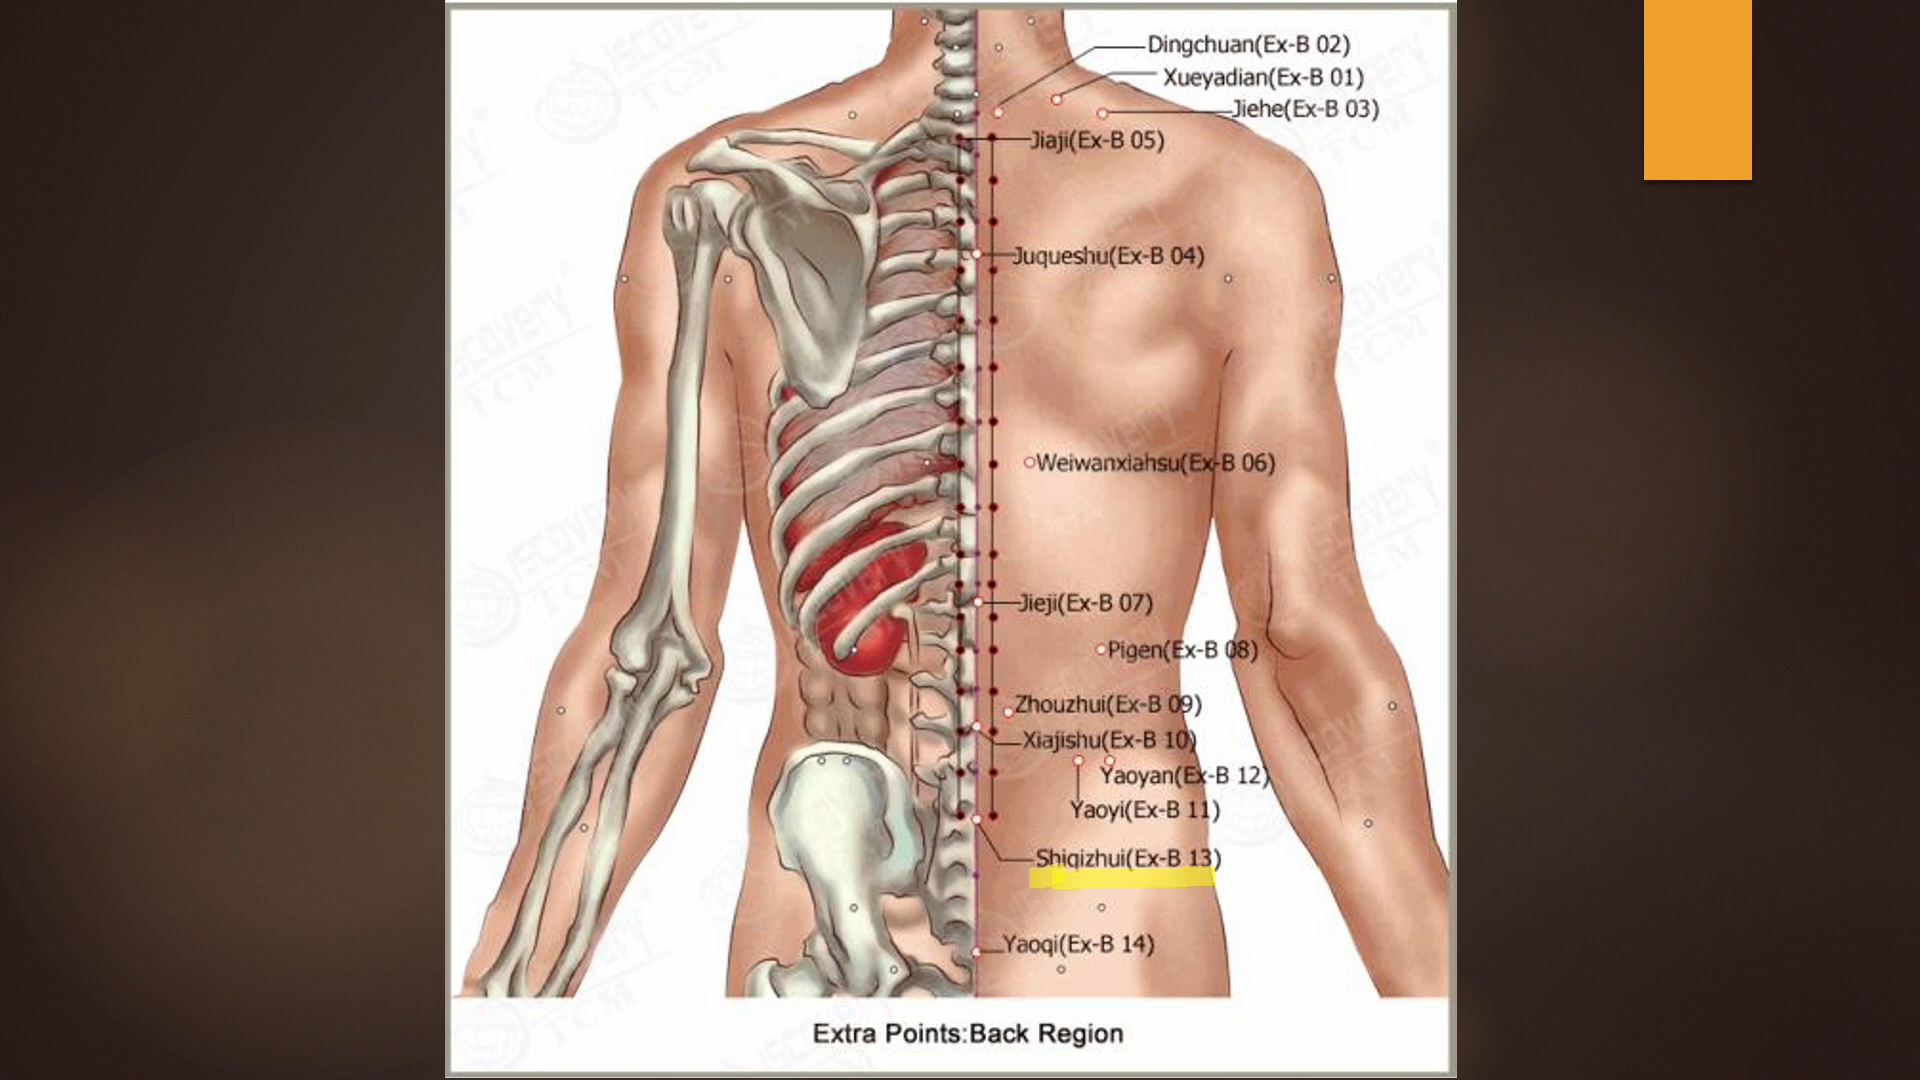 Dingchuan(Ex-B 02)
Xueyadian(Ex-B 01)
Jiehe(Ex-B 03)
Jiaji(Ex-B 05)
Juqueshu(Ex-B 04)
Weiwanxiahsu(Ex-B 06)
Jieji(Ex-B 07)
Pigen(Ex-B 08)
Zhouzhui(Ex-B 09)
Xiajishu(Ex-B 10)
Yaoyan(Ex-B 12)
Yaoyi(Ex-B 11)
Shiqizhui(Ex-B 13)
Yaoqi(Ex-B 14)
Extra Points:Back Region
ISCOVERY
TCM